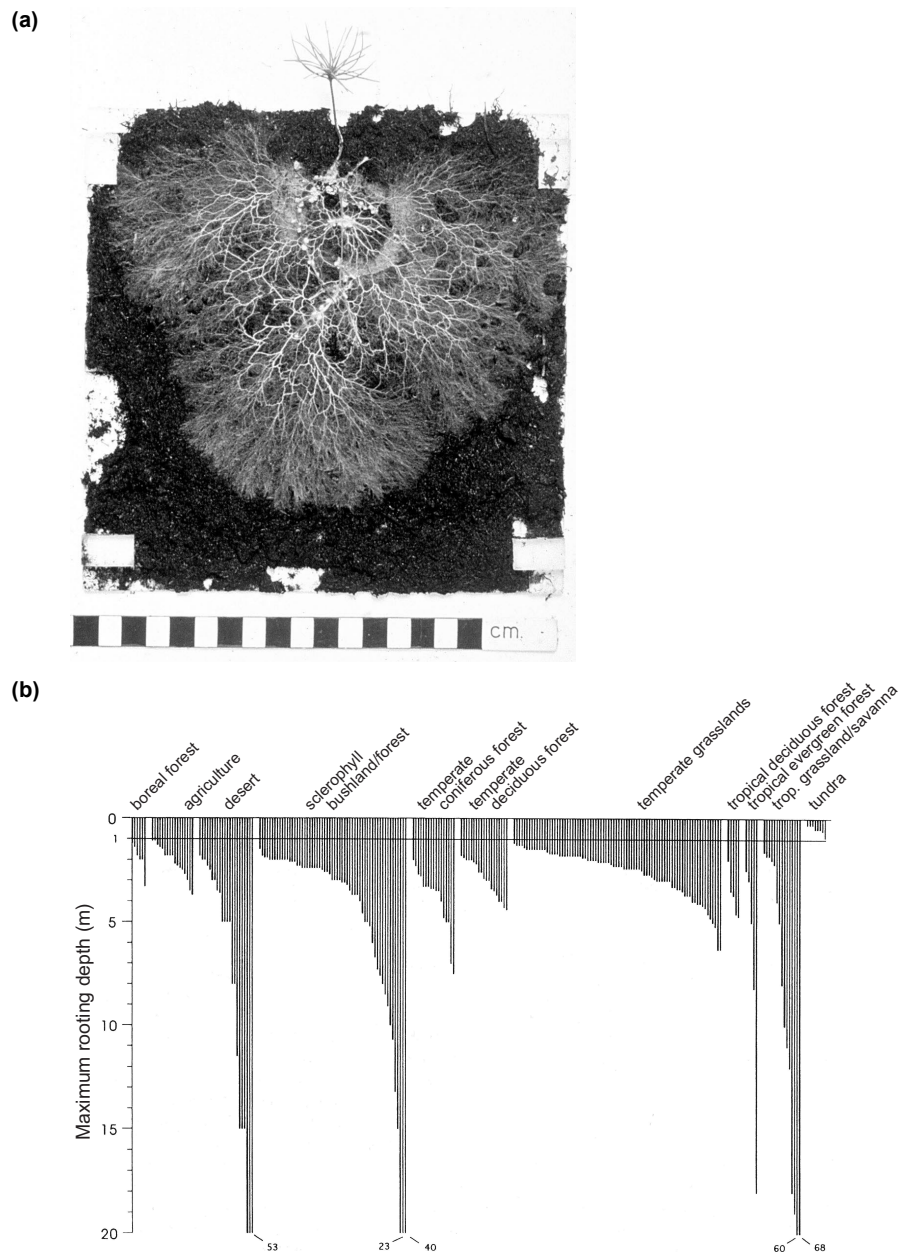 (a)
cm.
(b)
boreal forest
agriculture
desert
sclerophyll
bushland/forest
temperate
coniferous forest
temperate
deciduous forest
temperate grasslands
tropical deciduous forest
tropical evergreen forest
trop. grassland/savanna
tundra
Maximum rooting depth (m)
0
1
5
10
15
20
53
23
40
60
68